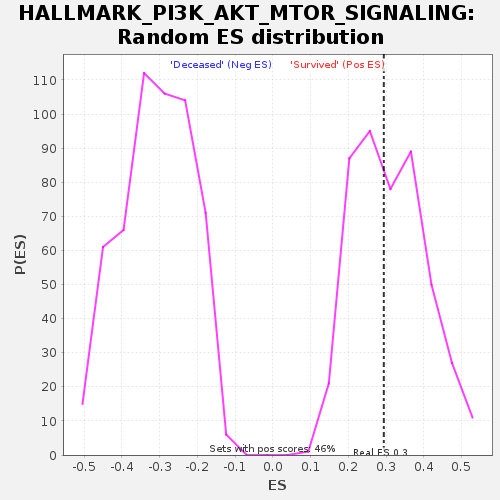 HALLMARK_PI3K_AKT_MTOR_SIGNALING:
Random ES distribution
'Deceased' (Neg ES) 'Survived' (Pos ES)
110
100
90
80
70
60
50
40
30
20
10
0
P(ES)
Sets with pos scores: 46%
Real ES 0.3
-0.5 -0.4 -0.3 -0.2 -0.1 0.0 0.1 0.2 0.3 0.4 0.5
ES